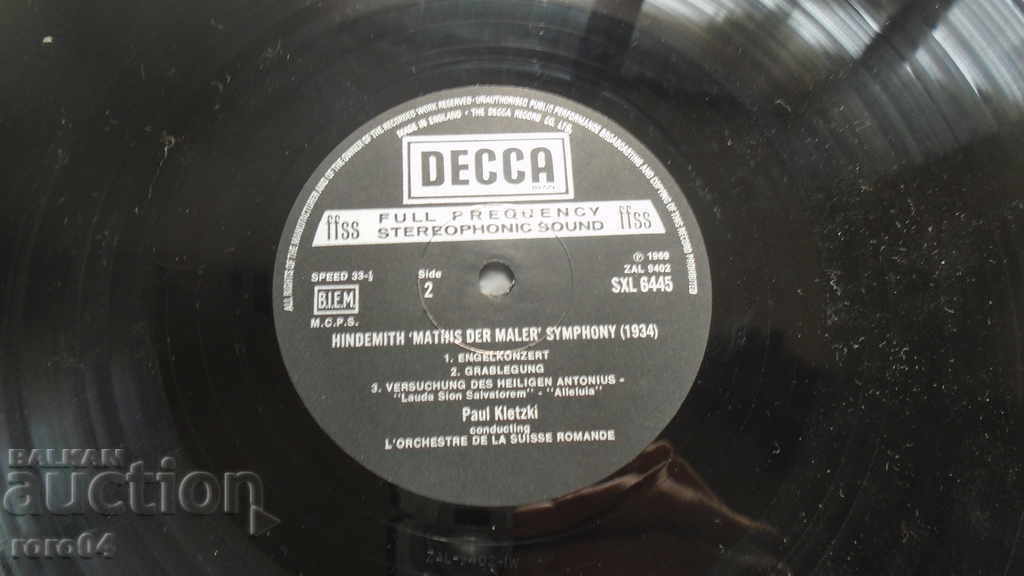 ALL RIGHTS OF THE MANUFACTURER AND OF THE OWNER OF THE RECORDED WORK RESERVED · UNAUTHORISED PUBLIC PERFORMANCE BROADCASTING AND COPYING OF THESE RECORDS PROHIBITED
MADE IN ENGLAND · THE DECCA RECORD CO. LTD.
DECCA
ffss FULL FREQUENCY STEREOPHONIC SOUND ffss
℗ 1969
ZAL 9402
SPEED 33-⅓
Side
SXL 6445
2
B.I.E.M.
M.C.P.S.
HINDEMITH 'MATHIS DER MALER' SYMPHONY (1934)
1. ENGELKONZERT
2. GRABLEGUNG
3. VERSUCHUNG DES HEILIGEN ANTONIUS -
"Lauda Sion Salvatorem" - "Alleluia"
Paul Kletzki
conducting
L'ORCHESTRE DE LA SUISSE ROMANDE
BALKAN
auction
roro04